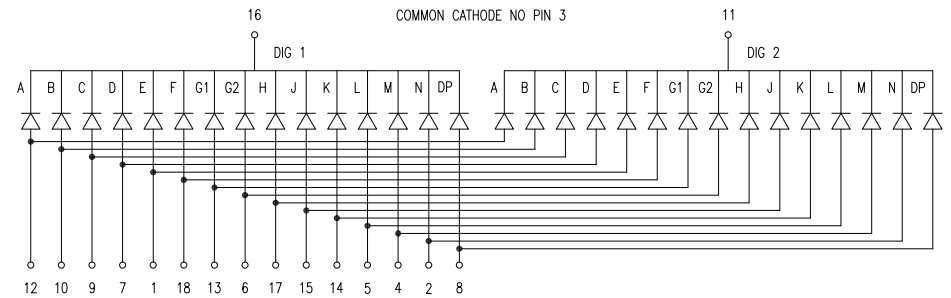 16 COMMON CATHODE NO PIN 3 11
DIG 1 DIG 2
A B C D E F G1 G2 H J K L M N DP A B C D E F G1 G2 H J K L M N DP
12 10 9 7 1 18 13 6 17 15 14 5 4 2 8